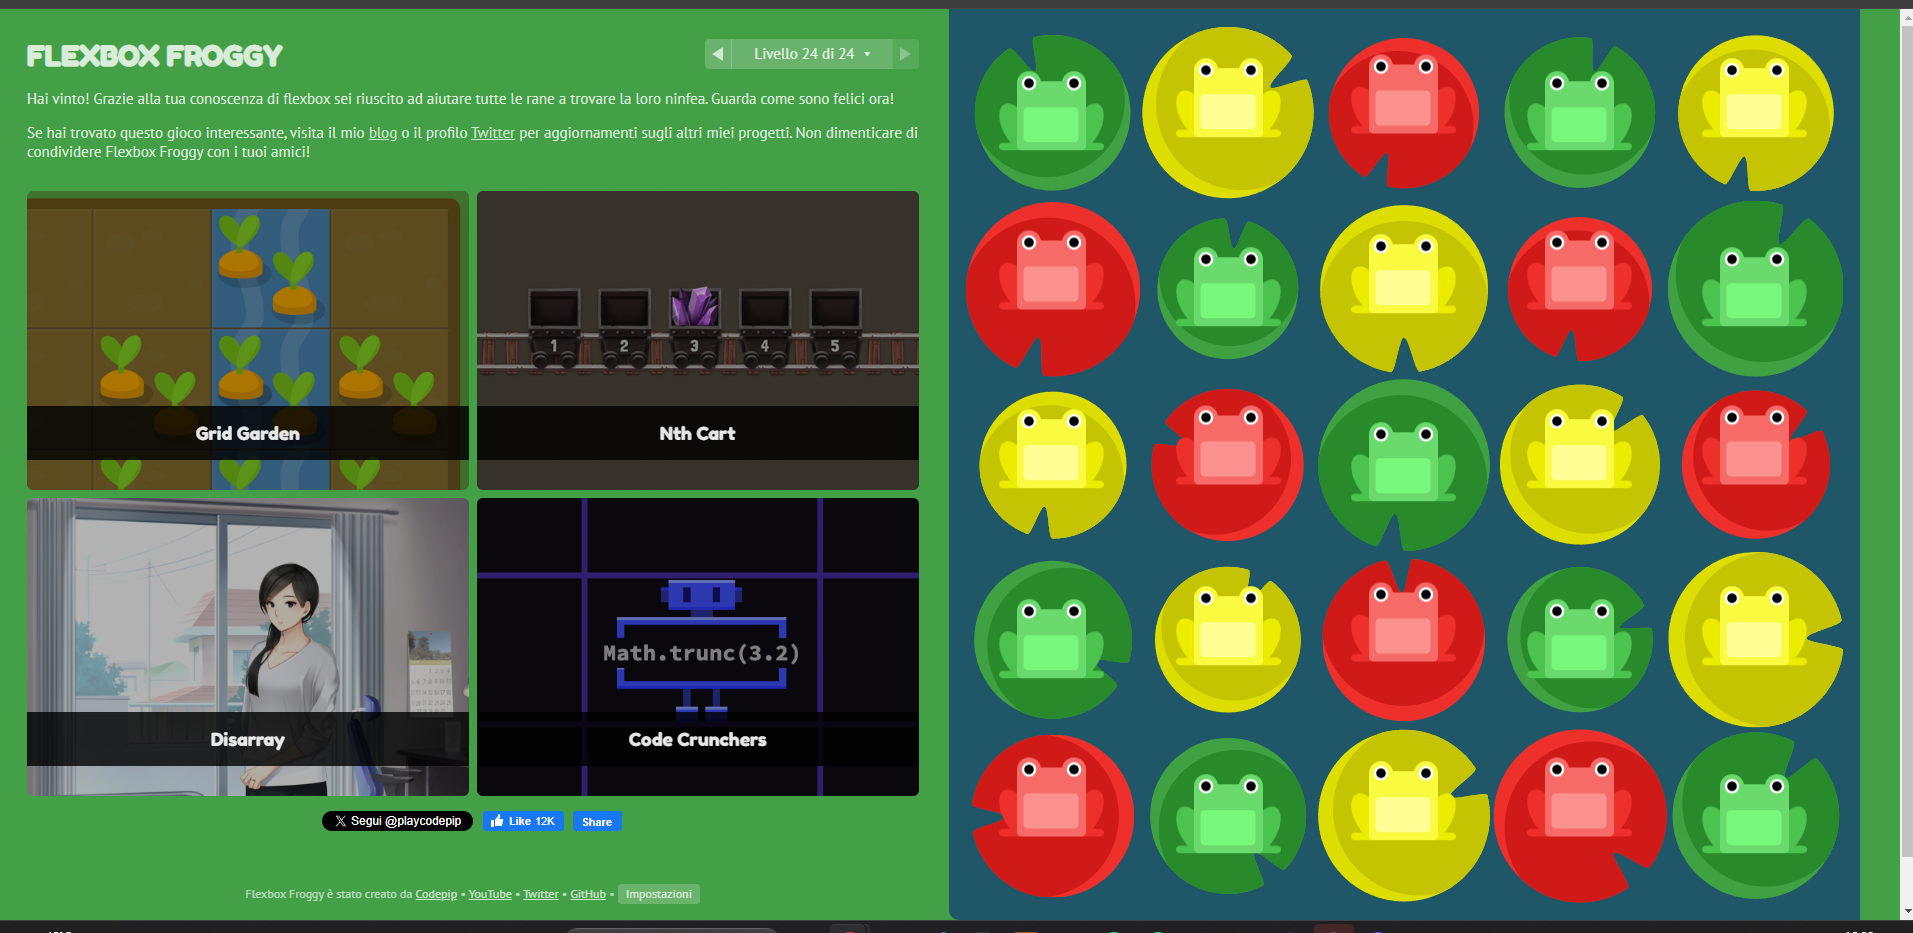 FLEXBOX FROGGY
Livello 24 di 24
Hai vinto! Grazie alla tua conoscenza di flexbox sei riuscito ad aiutare tutte le rane a trovare la loro ninfea. Guarda come sono felici ora!
Se hai trovato questo gioco interessante, visita il mio blog o il profilo Twitter per aggiornamenti sugli altri miei progetti. Non dimenticare di
condividere Flexbox Froggy con i tuoi amici!
Grid Garden
1 2 3 4 5
Nth Cart
Disarray
Math.trunc(3.2)
Code Crunchers
Segui @playcodepip
Like 12K
Share
Flexbox Froggy è stato creato da Codepip • YouTube • Twitter • GitHub • Impostazioni